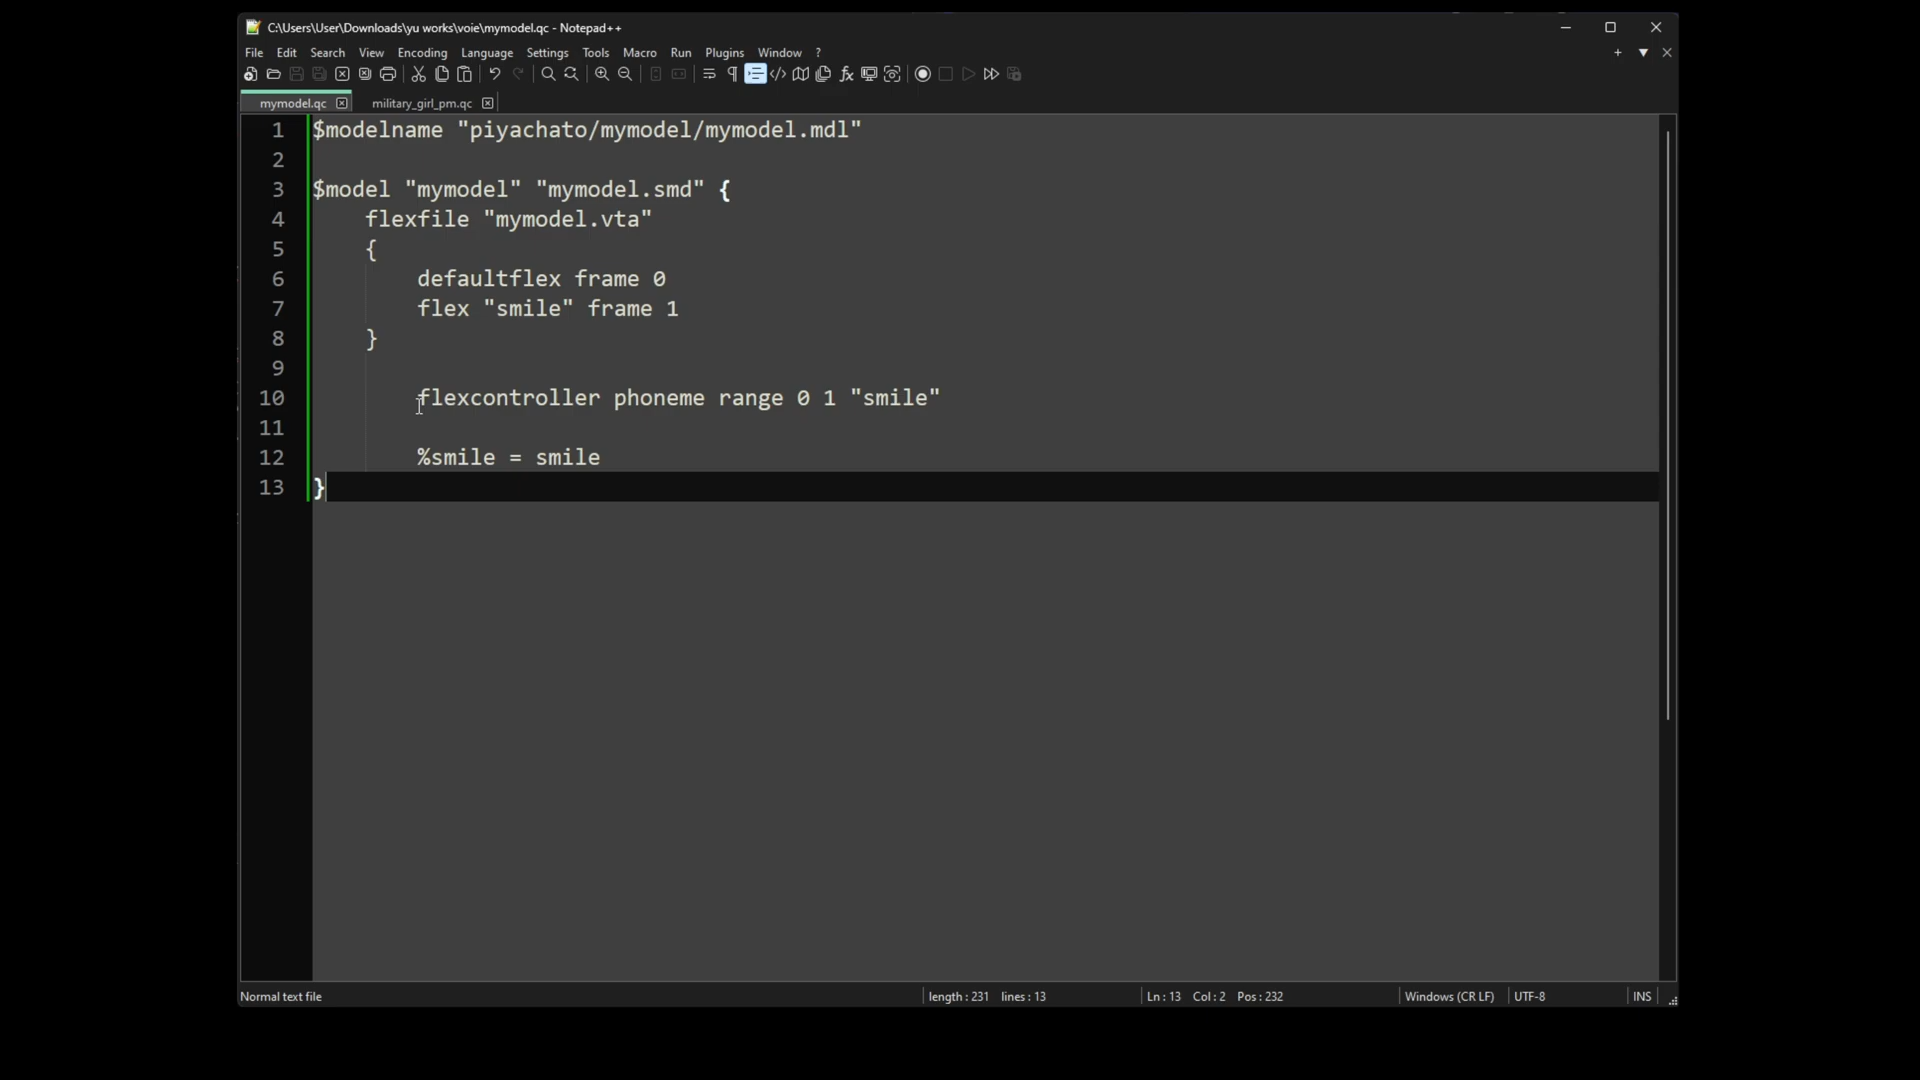 C:\Users\User\Downloads\yu works\voie\mymodel.qc - Notepad++
File Edit Search View Encoding Language Settings Tools Macro Run Plugins Window ?
mymodel.qc military_girl_pm.qc
1 $modelname "piyachato/mymodel/mymodel.mdl"
2
3 $model "mymodel" "mymodel.smd" {
4 flexfile "mymodel.vta"
5 {
6 defaultflex frame 0
7 flex "smile" frame 1
8 }
9
10 flexcontroller phoneme range 0 1 "smile"
11
12 %smile = smile
13 }
Normal text file length : 231 lines : 13 Ln : 13 Col : 2 Pos : 232 Windows (CR LF) UTF-8 INS